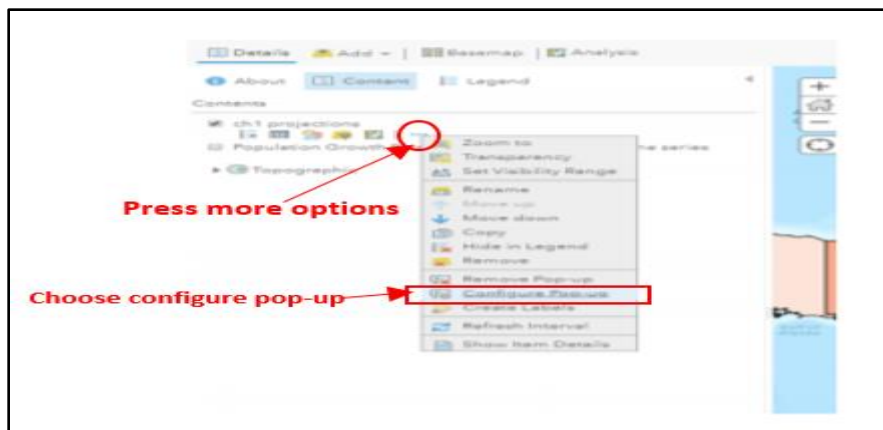 Details Add Basemap Analysis
About Content Legend
Contents
ch1 projections
Population Growth ne series
Topographic
Zoom to
Transparency
Set Visibility Range
Rename
Move up
Move down
Copy
Hide in Legend
Remove
Remove Pop-up
Configure Pop-up
Create Labels
Refresh Interval
Show Item Details
Press more options
Choose configure pop-up